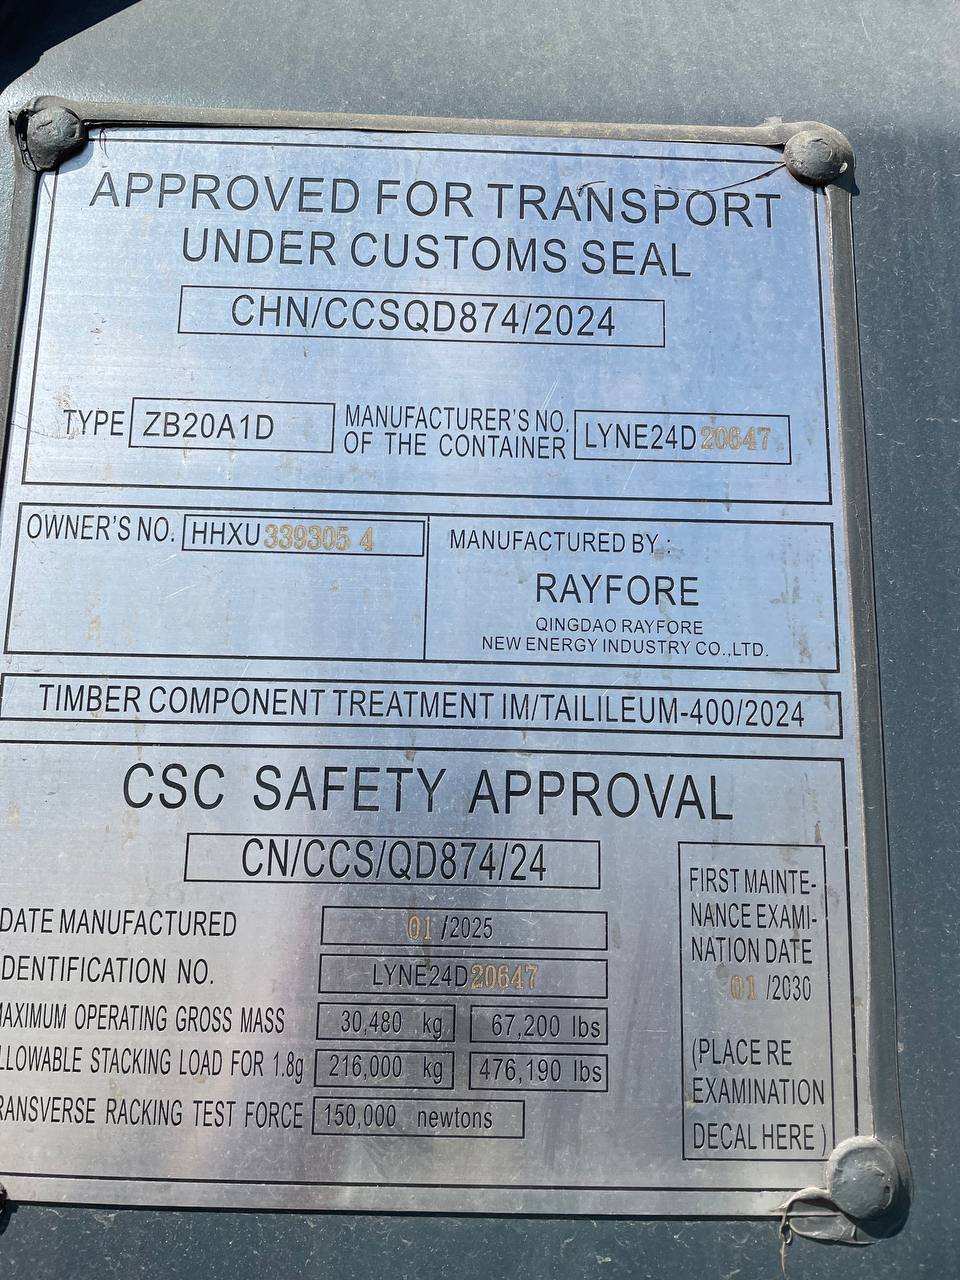 APPROVED FOR TRANSPORT
UNDER CUSTOMS SEAL
CHN/CCSQD874/2024
TYPE ZB20A1D MANUFACTURER'S NO. OF THE CONTAINER LYNE24D20647
OWNER'S NO. HHXU 339305 4
MANUFACTURED BY :
RAYFORE
QINGDAO RAYFORE
NEW ENERGY INDUSTRY CO.,LTD.
TIMBER COMPONENT TREATMENT IM/TAILILEUM-400/2024
CSC SAFETY APPROVAL
CN/CCS/QD874/24
DATE MANUFACTURED 01/2025
DENTIFICATION NO. LYNE24D20647
MAXIMUM OPERATING GROSS MASS 30,480 kg 67,200 lbs
LLOWABLE STACKING LOAD FOR 1.8g 216,000 kg 476,190 lbs
RANSVERSE RACKING TEST FORCE 150,000 newtons
FIRST MAINTE-
NANCE EXAMI-
NATION DATE
01 /2030
(PLACE RE
EXAMINATION
DECAL HERE )